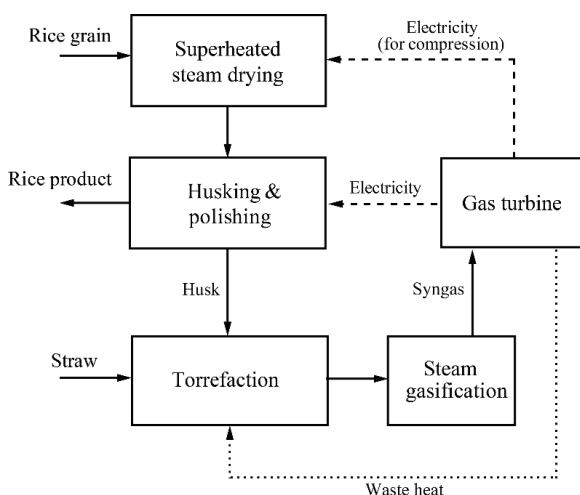 Rice grain
Superheated
steam drying
Electricity
(for compression)
Rice product
Husking &
polishing
Electricity
Gas turbine
Husk
Syngas
Straw
Torrefaction
Steam
gasification
Waste heat